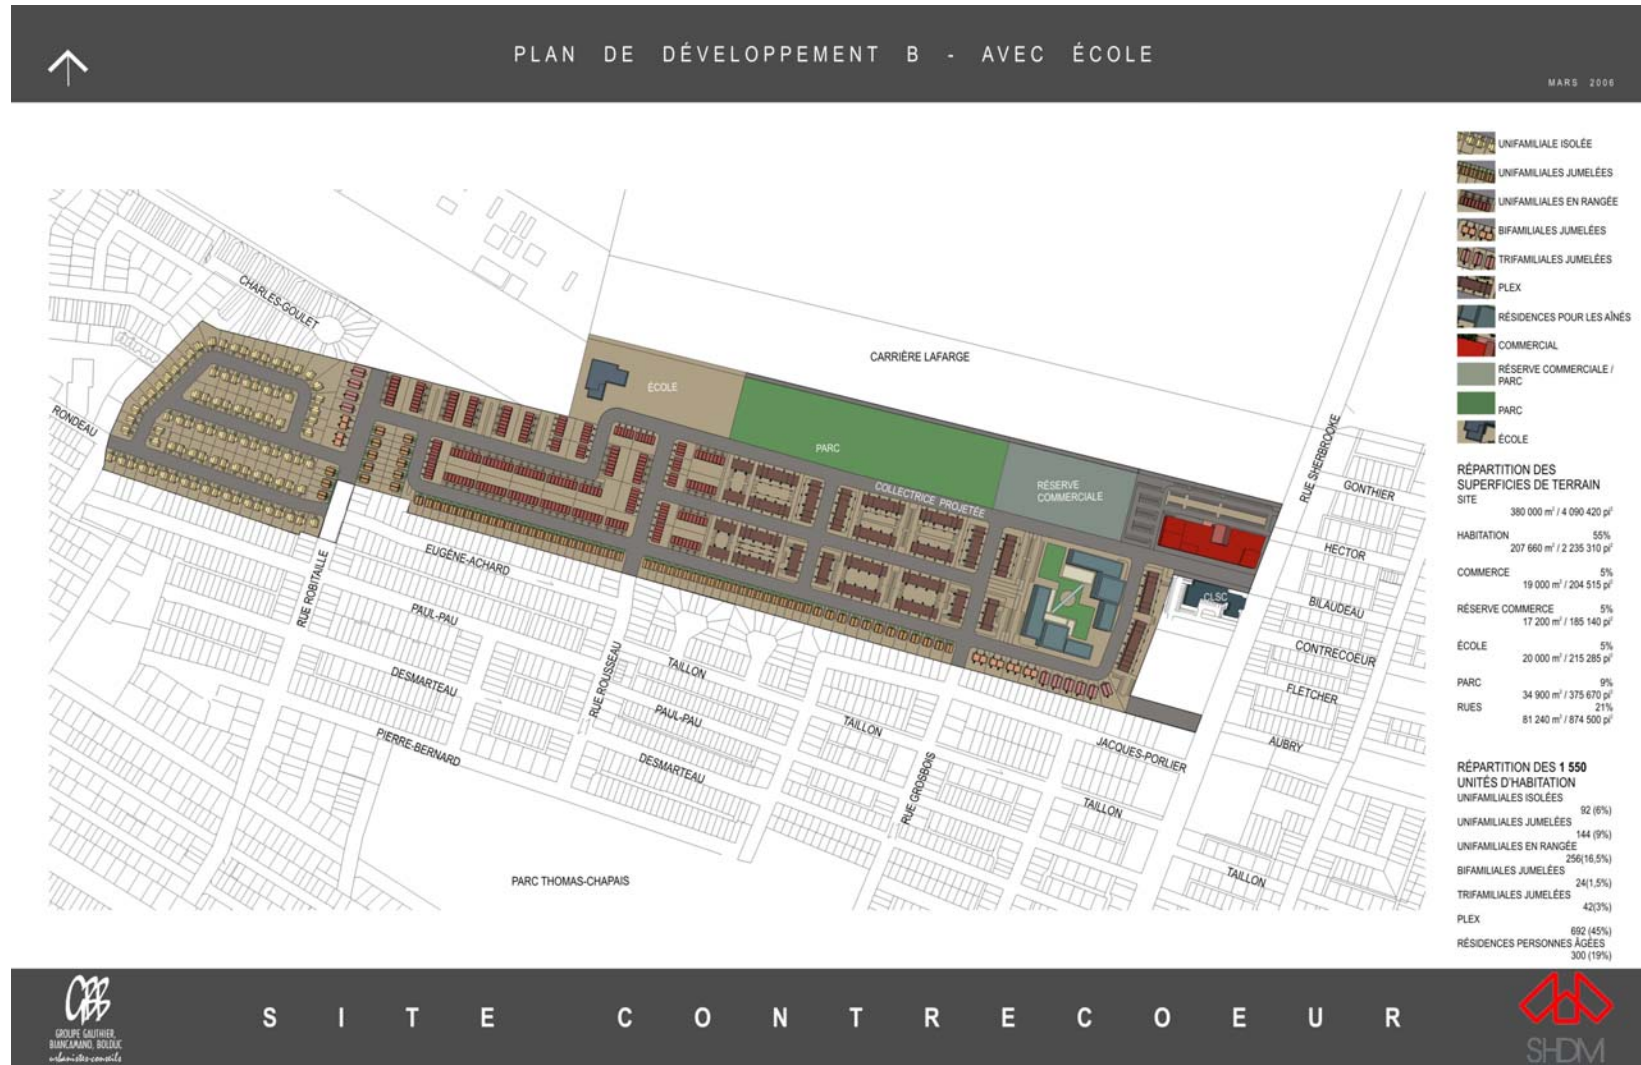 PLAN DE DÉVELOPPEMENT B - AVEC ÉCOLE
MARS 2006
UNIFAMILIALE ISOLÉE
UNIFAMILIALES JUMELÉES
UNIFAMILIALES EN RANGÉE
BIFAMILIALES JUMELÉES
TRIFAMILIALES JUMELÉES
PLEX
RÉSIDENCES POUR LES AÎNÉS
COMMERCIAL
RÉSERVE COMMERCIALE /
PARC
PARC
ÉCOLE
RÉPARTITION DES
SUPERFICIES DE TERRAIN
SITE
380 000 m² / 4 090 420 pi²
HABITATION 55%
207 660 m² / 2 235 310 pi²
COMMERCE 5%
19 000 m² / 204 515 pi²
RÉSERVE COMMERCE 5%
17 200 m² / 185 140 pi²
ÉCOLE 5%
20 000 m² / 215 285 pi²
PARC 9%
34 900 m² / 375 670 pi²
RUES 21%
81 240 m² / 874 500 pi²
RÉPARTITION DES 1 550
UNITÉS D'HABITATION
UNIFAMILIALES ISOLÉES
92 (6%)
UNIFAMILIALES JUMELÉES
144 (9%)
UNIFAMILIALES EN RANGÉE
256(16,5%)
BIFAMILIALES JUMELÉES
24(1,5%)
TRIFAMILIALES JUMELÉES
42(3%)
PLEX
692 (45%)
RÉSIDENCES PERSONNES ÂGÉES
300 (19%)
CHARLES-GOULET
CARRIÈRE LAFARGE
ÉCOLE
RONDEAU
RUE SHERBROOKE
PARC
COLLECTRICE PROJETÉE
RÉSERVE
COMMERCIALE
GONTHIER
HECTOR
EUGÈNE-ACHARD
RUE ROBITAILLE
CLSC
BILAUDEAU
PAUL-PAU
CONTRECOEUR
RUE ROUSSEAU
TAILLON
DESMARTEAU
FLETCHER
PAUL-PAU
TAILLON
PIERRE-BERNARD
AUBRY
JACQUES-PORLIER
DESMARTEAU
RUE GROSBOIS
TAILLON
PARC THOMAS-CHAPAIS
TAILLON
GBB
GROUPE GAUTHIER,
BIANCAMANO, BOLDUC
urbanistes-conseils
SITE CONTRECOEUR
SHDM